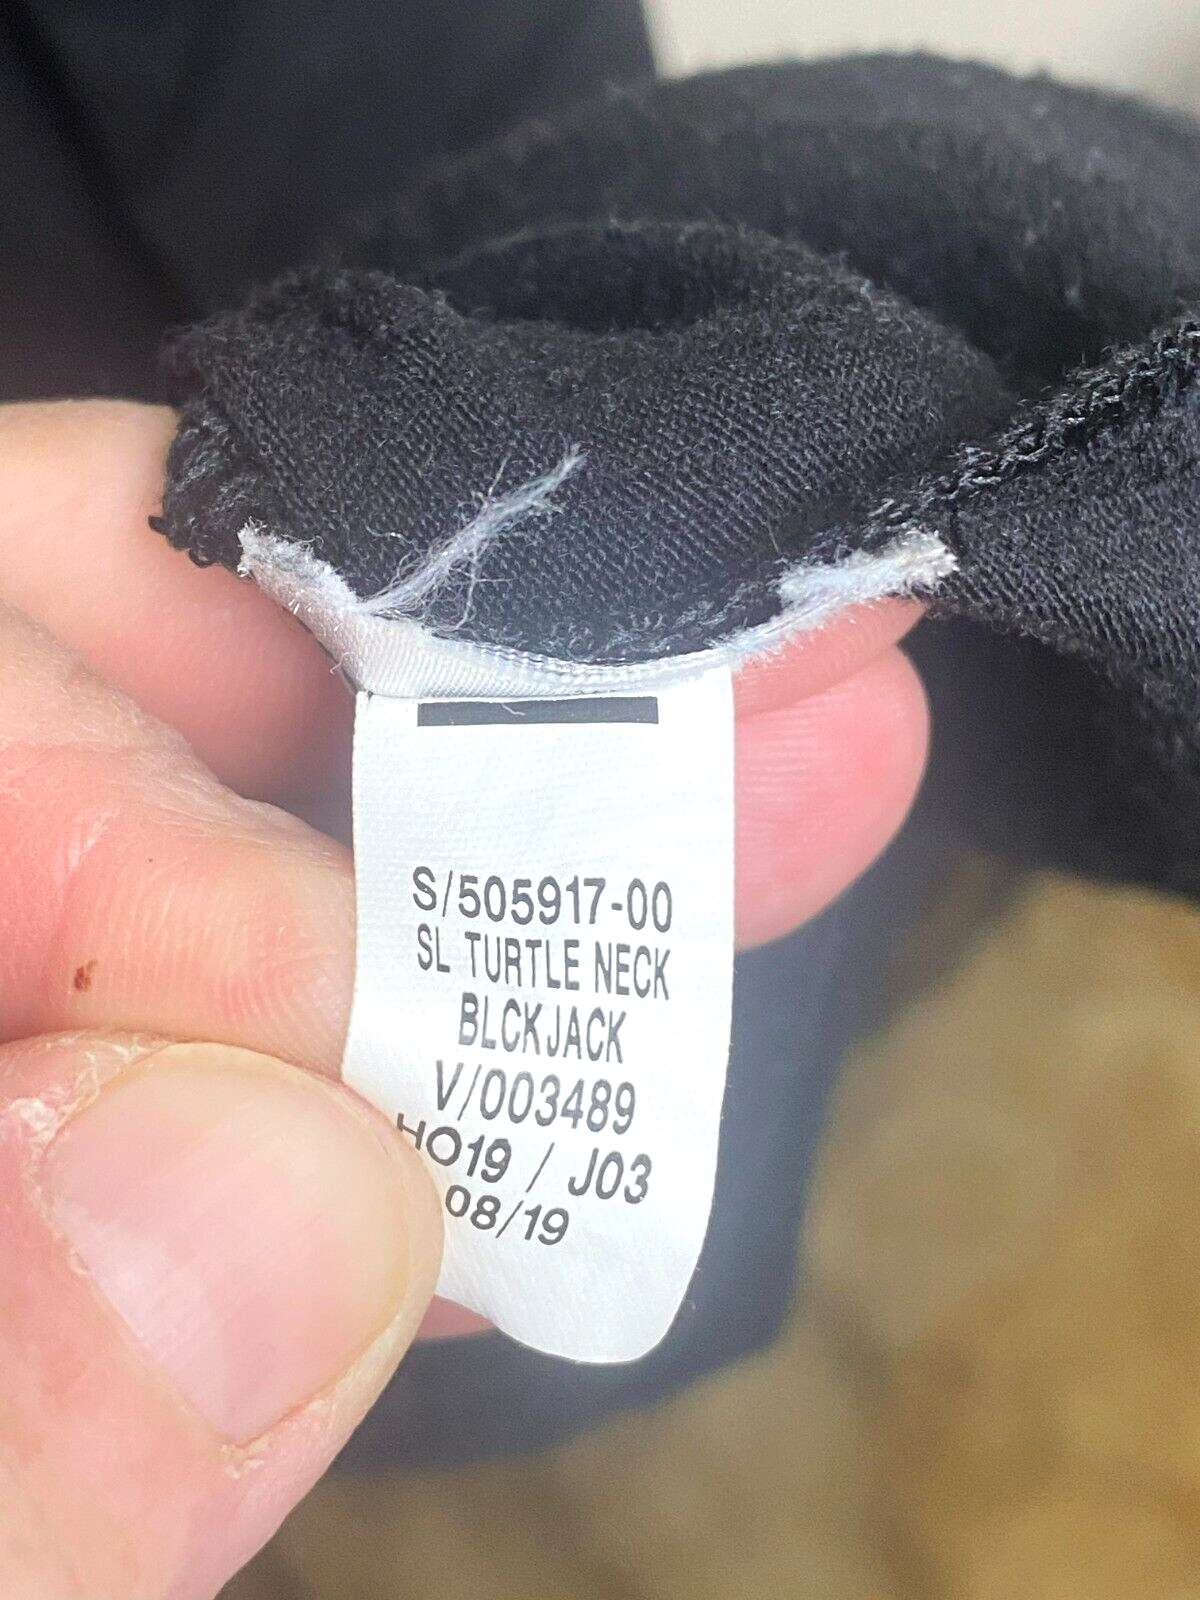 S/505917-00
SL TURTLE NECK
BLCKJACK
V/003489
HO19 / J03
08/19